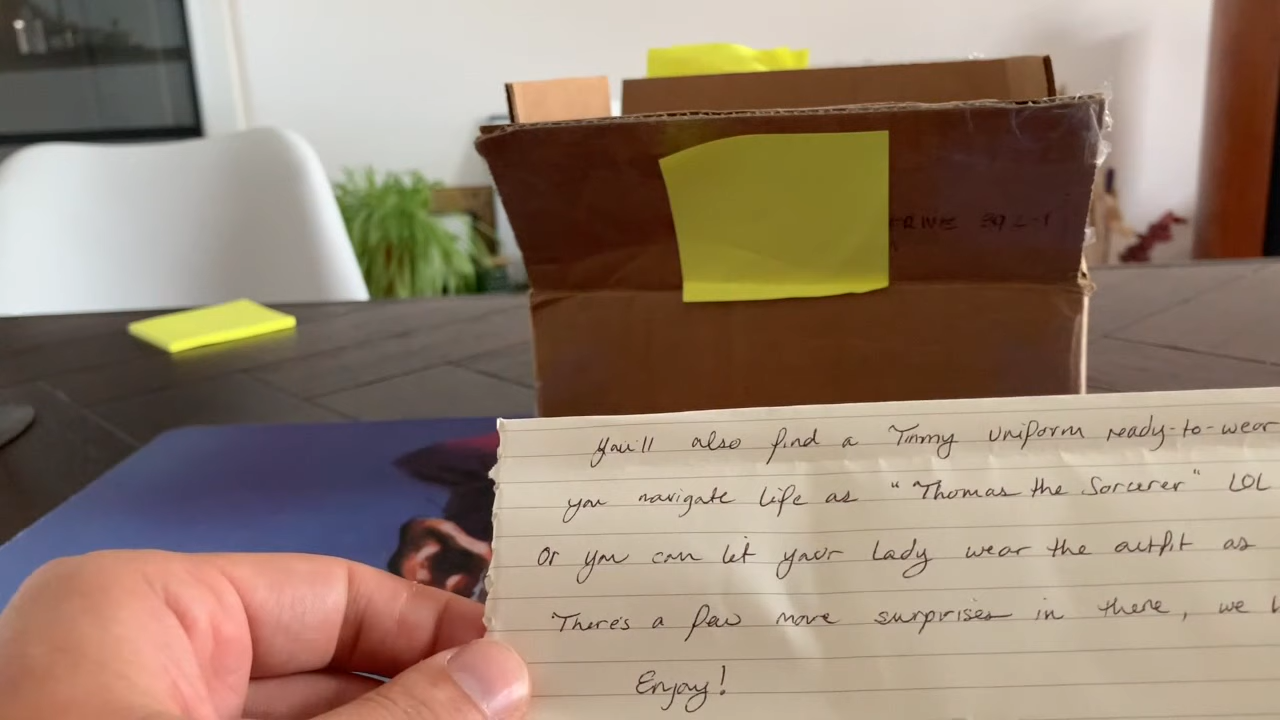 You'll also find a Timmy uniform ready-to-wear
you navigate life as "Thomas the Sorcerer" LOL
Or you can let your Lady wear the outfit as
There's a few more surprises in there, we
Enjoy!